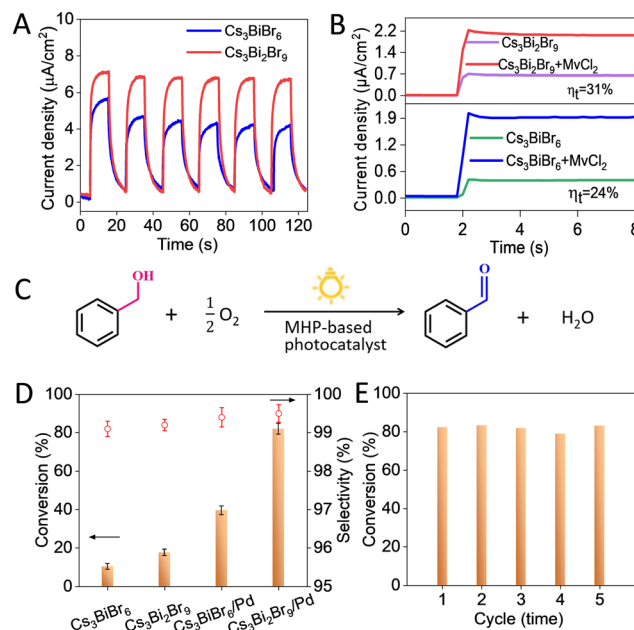 A
Cs₃BiBr₆
Cs₃Bi₂Br₉
Current density (μA/cm²)
10
8
6
4
2
0
0 20 40 60 80 100 120
Time (s)
B
Current density (μA/cm²)
2.2
1.5
0.7
0.0
Cs₃Bi₂Br₉
Cs₃Bi₂Br₉+MvCl₂
ηt=31%
1.9
1.3
0.6
0.0
Cs₃BiBr₆
Cs₃BiBr₆+MvCl₂
ηt=24%
0 2 4 6 8
Time (s)
C
OH
+
1/2 O₂
MHP-based
photocatalyst
O
+
H₂O
D
Conversion (%)
100
80
60
40
20
0
Selectivity (%)
100
99
98
97
96
95
Cs₃BiBr₆
Cs₃Bi₂Br₉
Cs₃BiBr₆/Pd
Cs₃Bi₂Br₉/Pd
E
Conversion (%)
100
80
60
40
20
0
1 2 3 4 5
Cycle (time)